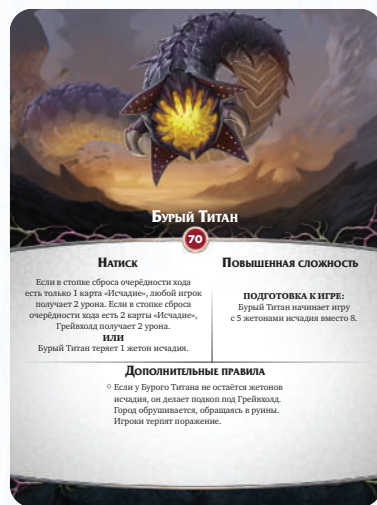 Бурый Титан
70
Натиск
Если в стопке сброса очерёдности хода
есть только 1 карта «Исчадие», любой игрок
получает 2 урона. Если в стопке сброса
очерёдности хода есть 2 карты «Исчадие»,
Грейвхолд получает 2 урона.
ИЛИ
Бурый Титан теряет 1 жетон исчадия.
Повышенная сложность
ПОДГОТОВКА К ИГРЕ:
Бурый Титан начинает игру
с 5 жетонами исчадия вместо 8.
Дополнительные правила
○ Если у Бурого Титана не остаётся жетонов
исчадия, он делает подкоп под Грейвхолд.
Город обрушивается, обращаясь в руины.
Игроки терпят поражение.